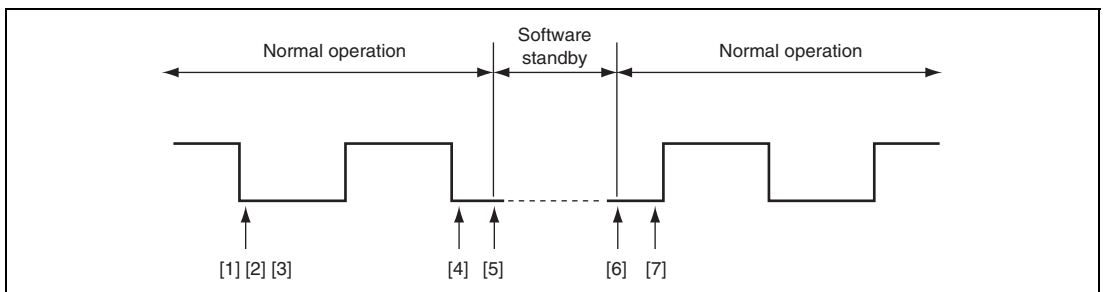 Normal operation
Software
standby
Normal operation
[1] [2] [3]
[4]
[5]
[6]
[7]